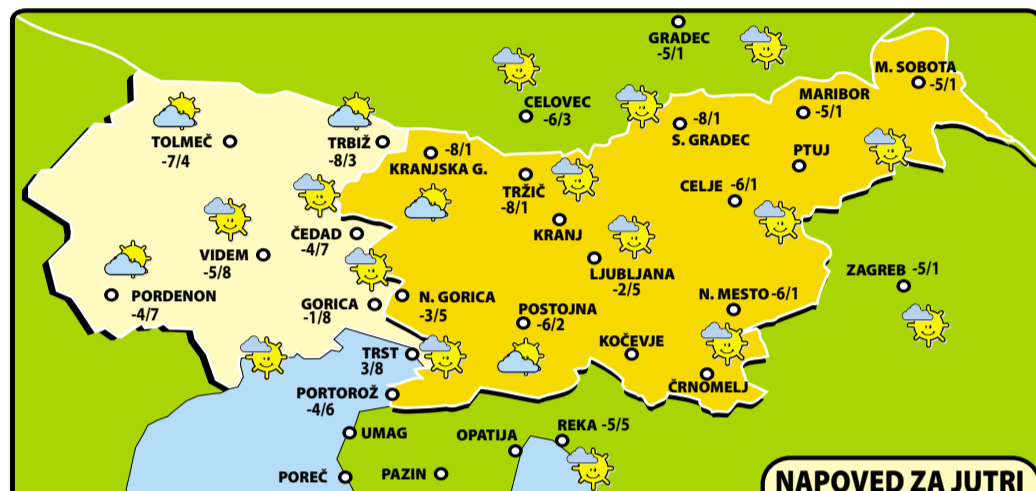 GRADEC
-5/1
M. SOBOTA
-5/1
CELOVEC
-6/3
MARIBOR
-5/1
TOLMEČ
-7/4
TRBIŽ
-8/3
-8/1
KRANJSKA G.
-8/1
S. GRADEC
PTUJ
TRŽIČ
-8/1
CELJE -6/1
KRANJ
ČEDAD
-4/7
VIDEM
-5/8
LJUBLJANA
-2/5
ZAGREB -5/1
PORDENON
-4/7
GORICA
-1/8
N. GORICA
-3/5
POSTOJNA
-6/2
N. MESTO -6/1
KOČEVJE
TRST
3/8
ČRNOMELJ
PORTOROŽ
-4/6
UMAG
OPATIJA
REKA -5/5
POREČ
PAZIN
NAPOVED ZA JUTRI